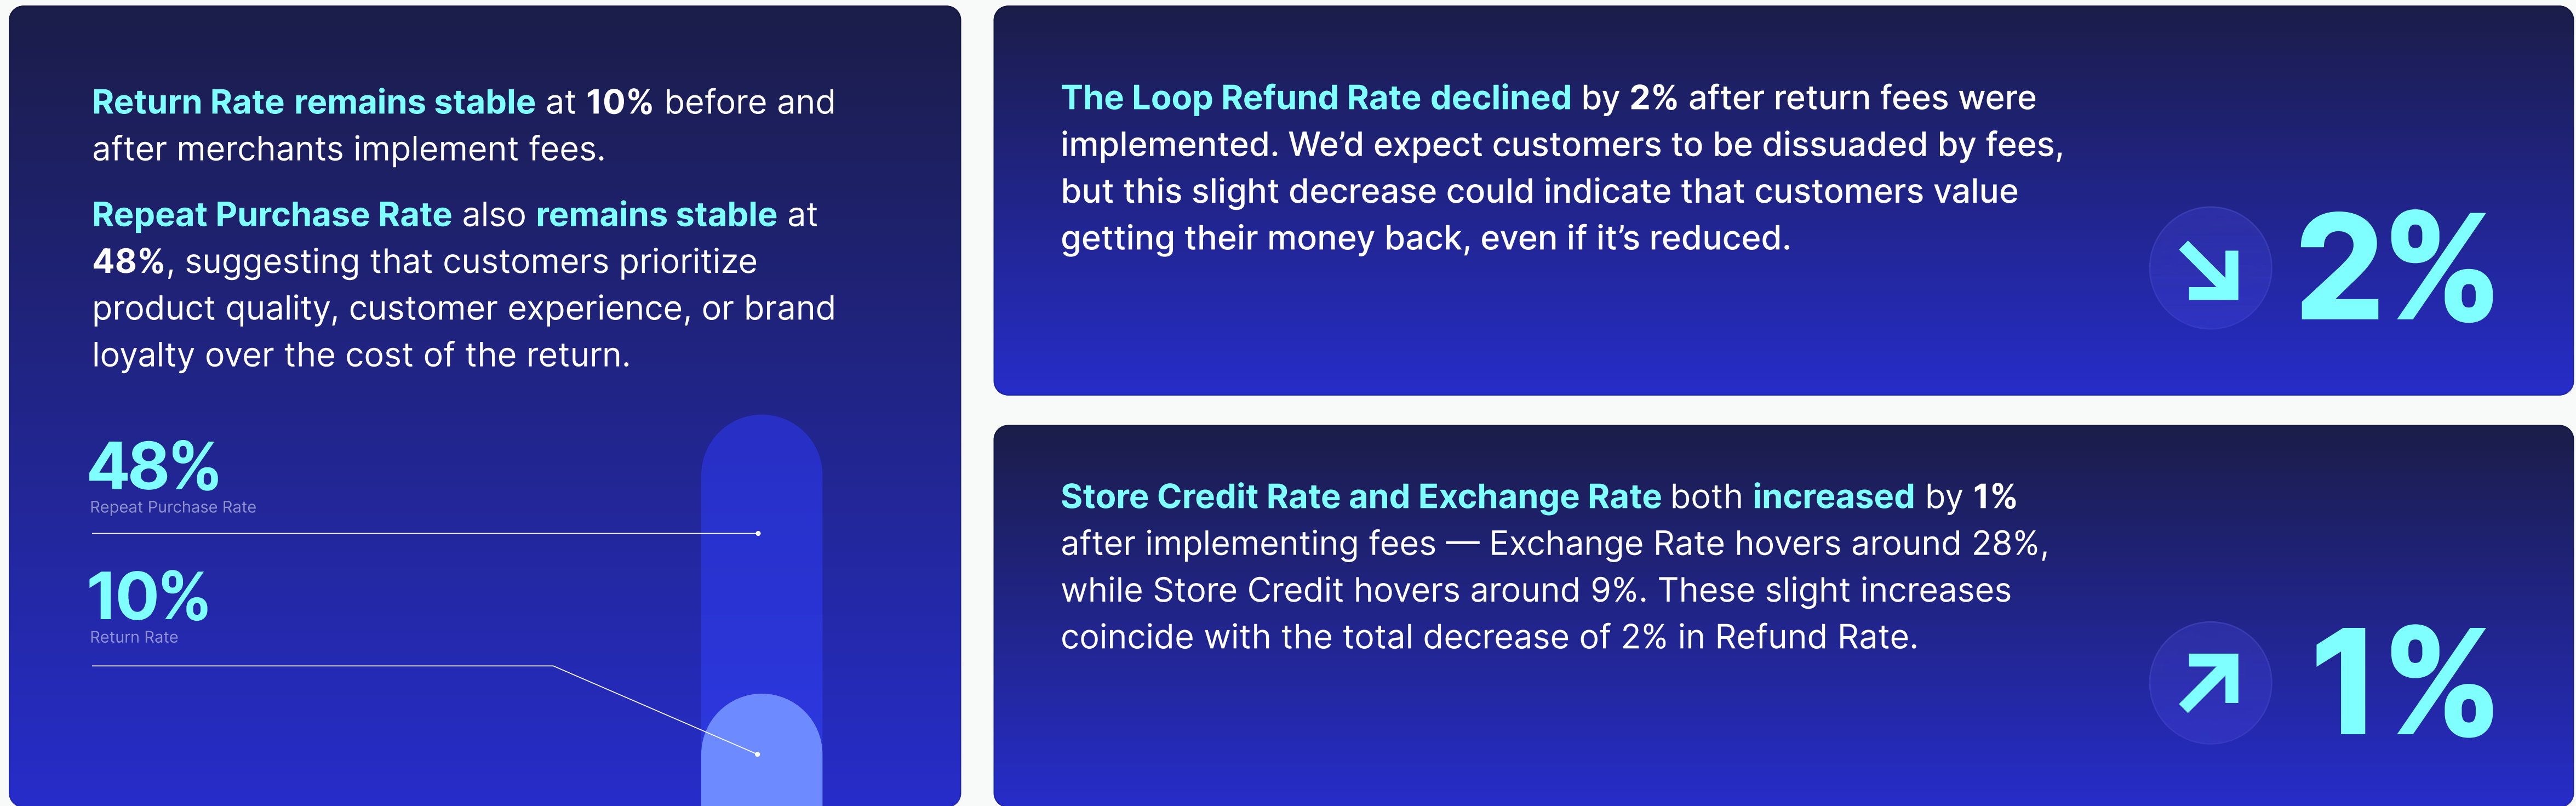 Return Rate remains stable at 10% before and
after merchants implement fees.
Repeat Purchase Rate also remains stable at
48%, suggesting that customers prioritize
product quality, customer experience, or brand
loyalty over the cost of the return.
48%
Repeat Purchase Rate
10%
Return Rate
The Loop Refund Rate declined by 2% after return fees were
implemented. We’d expect customers to be dissuaded by fees,
but this slight decrease could indicate that customers value
getting their money back, even if it’s reduced.
2%
Store Credit Rate and Exchange Rate both increased by 1%
after implementing fees — Exchange Rate hovers around 28%,
while Store Credit hovers around 9%. These slight increases
coincide with the total decrease of 2% in Refund Rate.
1%